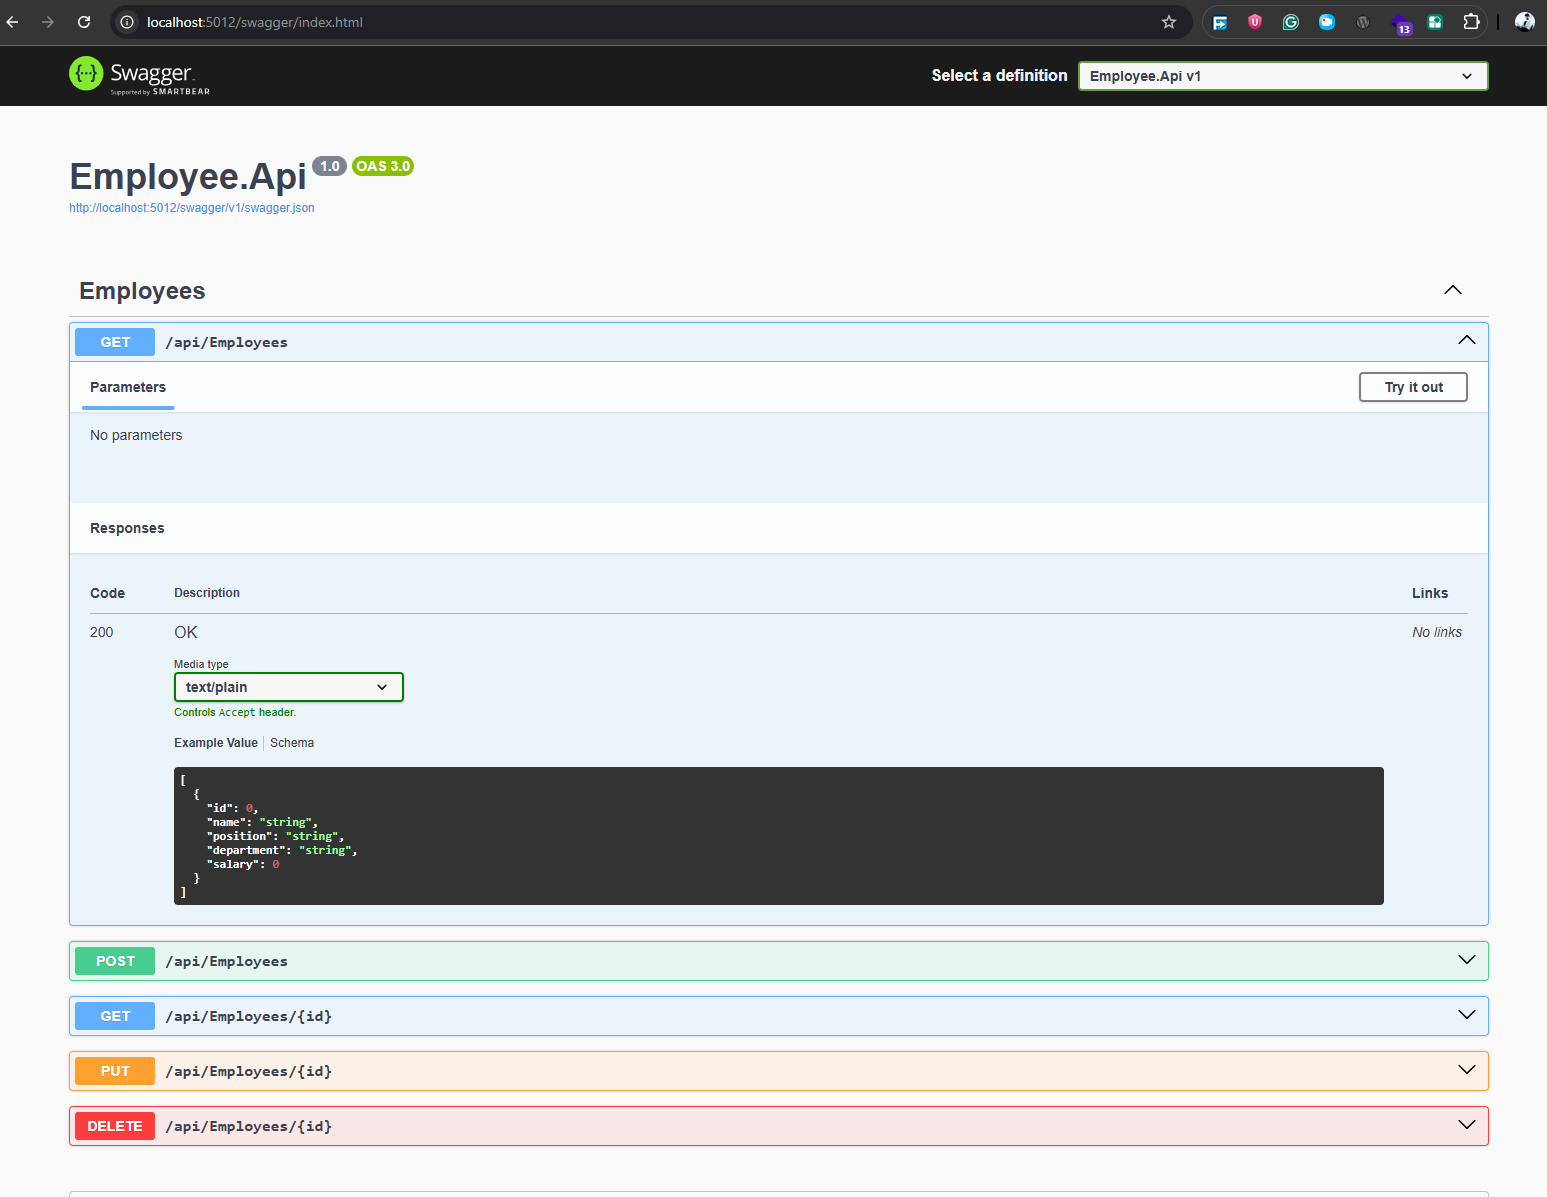 localhost:5012/swagger/index.html
13
Swagger.
Supported by SMARTBEAR
Select a definition
Employee.Api v1
Employee.Api 1.0 OAS 3.0
http://localhost:5012/swagger/v1/swagger.json
Employees
GET /api/Employees
Parameters
Try it out
No parameters
Responses
Code Description Links
200 OK No links
Media type
text/plain
Controls Accept header.
Example Value Schema
[
  {
    "id": 0,
    "name": "string",
    "position": "string",
    "department": "string",
    "salary": 0
  }
]
POST /api/Employees
GET /api/Employees/{id}
PUT /api/Employees/{id}
DELETE /api/Employees/{id}